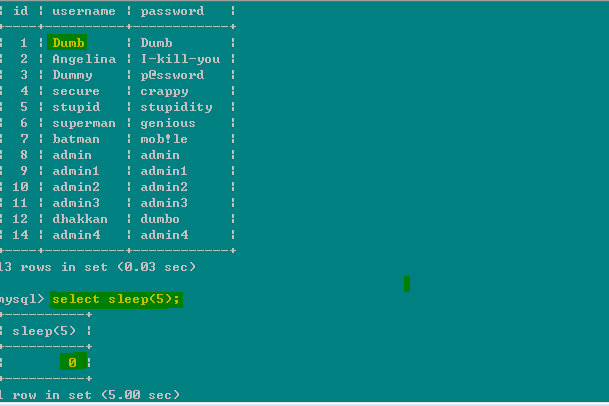 | id | username | password   |
+----+----------+------------+
|  1 | Dumb     | Dumb       |
|  2 | Angelina | I-kill-you |
|  3 | Dummy    | p@ssword   |
|  4 | secure   | crappy     |
|  5 | stupid   | stupidity  |
|  6 | superman | genious    |
|  7 | batman   | mob!le     |
|  8 | admin    | admin      |
|  9 | admin1   | admin1     |
| 10 | admin2   | admin2     |
| 11 | admin3   | admin3     |
| 12 | dhakkan  | dumbo      |
| 14 | admin4   | admin4     |
+----+----------+------------+
13 rows in set (0.03 sec)
mysql> select sleep(5);
+----------+
| sleep(5) |
+----------+
|        0 |
+----------+
1 row in set (5.00 sec)